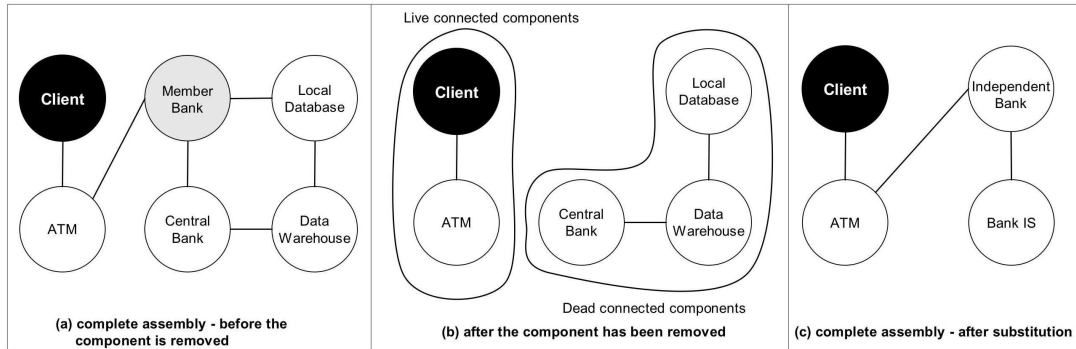 Client
Member
Bank
Local
Database
ATM
Central
Bank
Data
Warehouse
(a) complete assembly - before the
component is removed
Live connected components
Client
Local
Database
ATM
Central
Bank
Data
Warehouse
Dead connected components
(b) after the component has been removed
Client
Independent
Bank
ATM
Bank IS
(c) complete assembly - after substitution